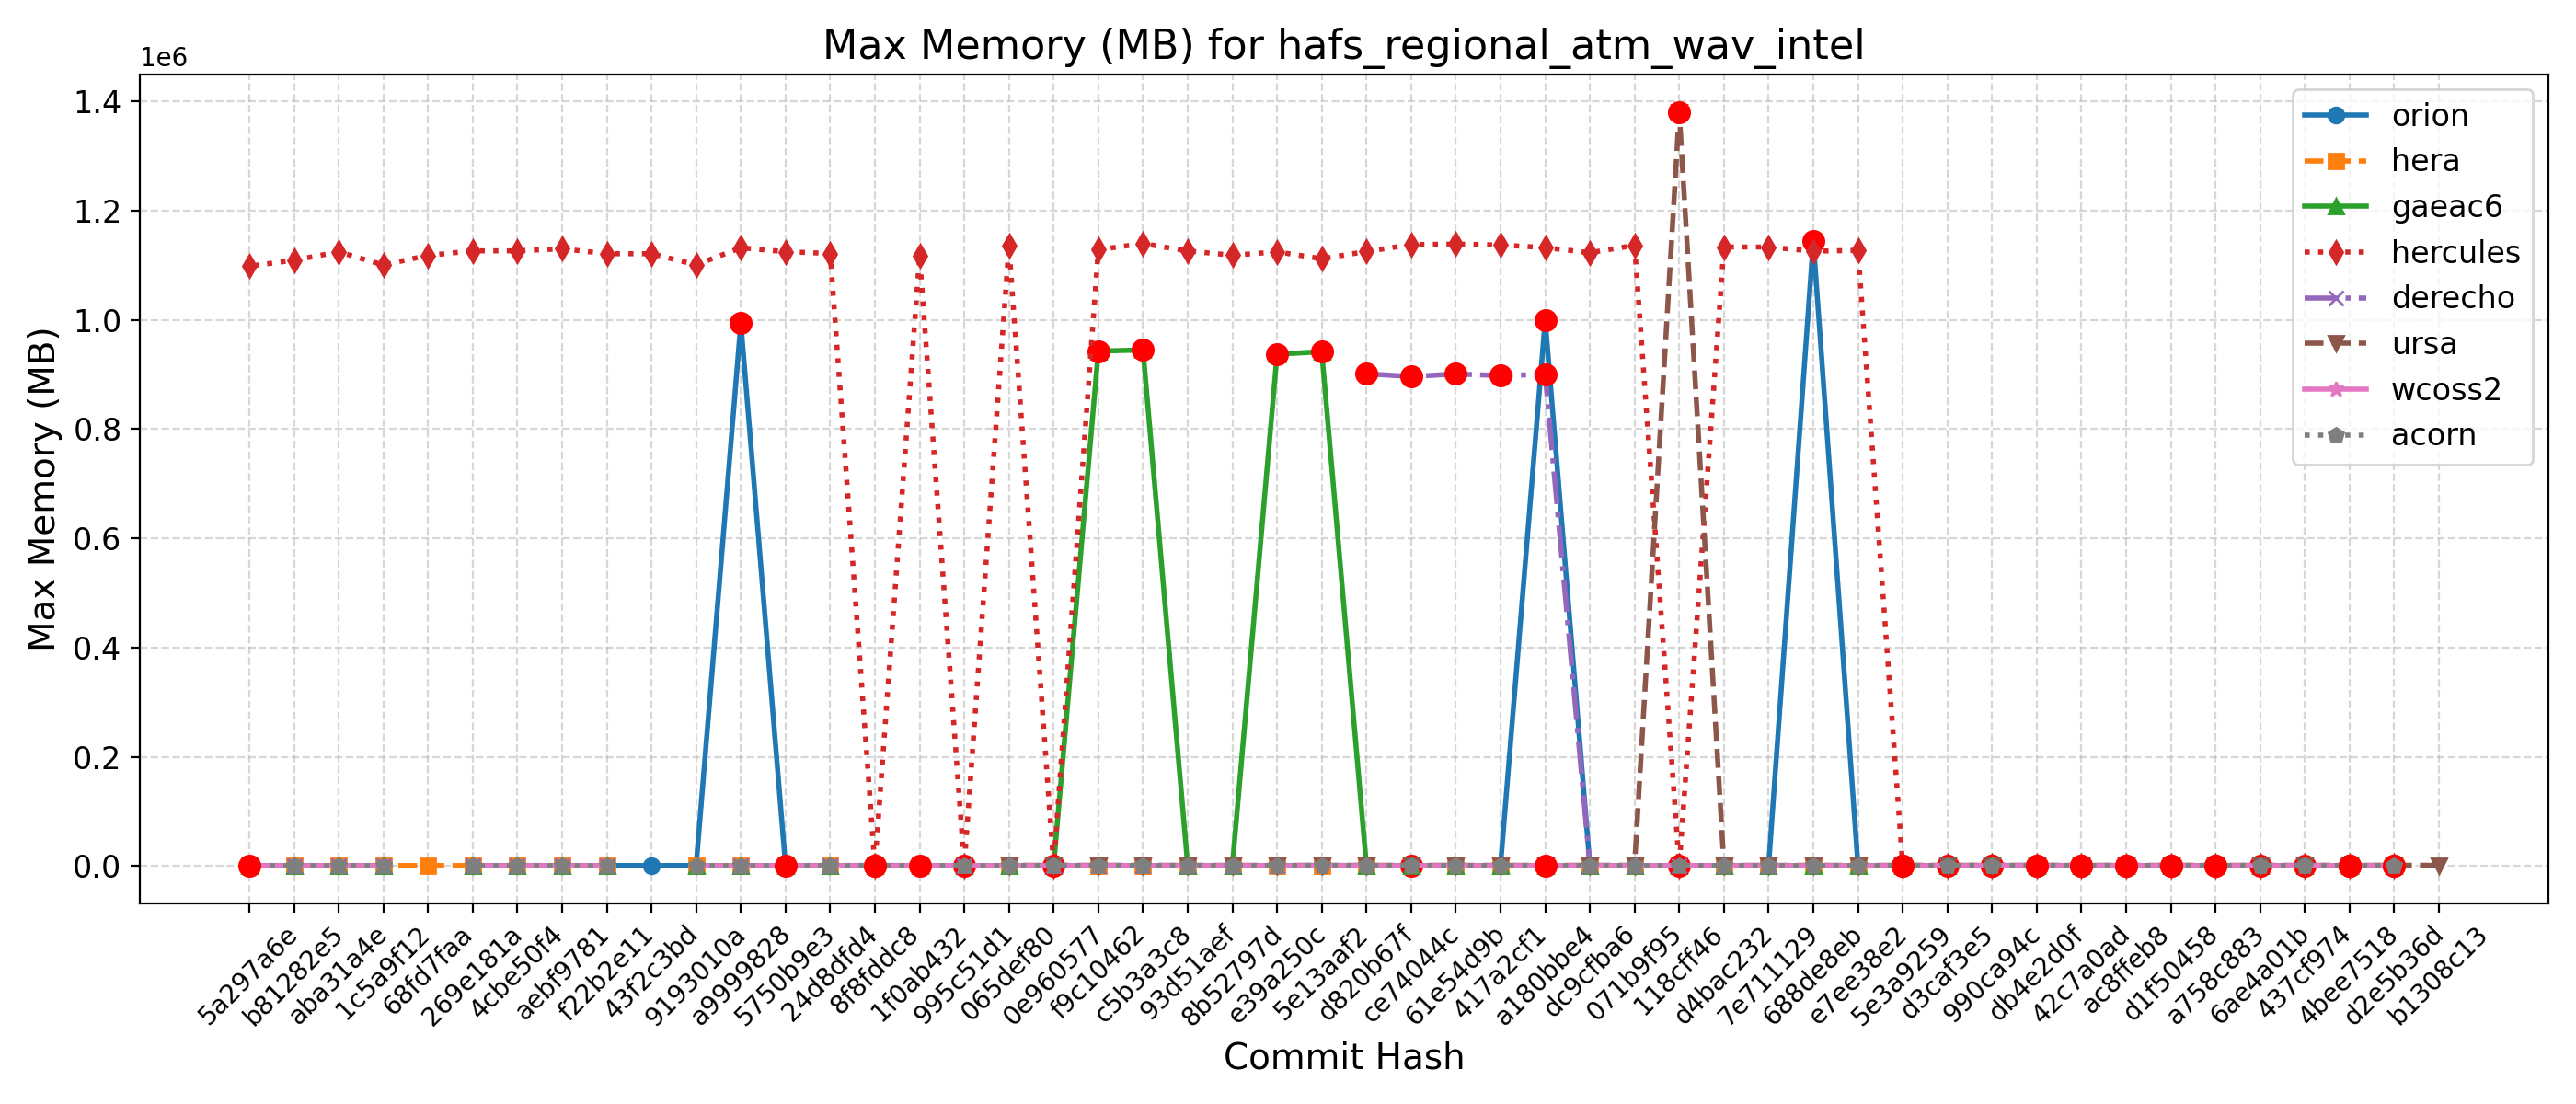 Max Memory (MB) for hafs_regional_atm_wav_intel
1e6
1.4
1.2
1.0
0.8
0.6
0.4
0.2
0.0
Max Memory (MB)
orion
hera
gaeac6
hercules
derecho
ursa
wcoss2
acorn
5a297a6e
b81282e5
aba31a4e
1c5a9f12
68fd7faa
269e181a
4cbe50f4
aebf9781
f22b2e11
43f2c3bd
9193010a
a9999828
5750b9e3
24d8dfd4
8f8fddc8
1f0ab432
995c51d1
065def80
0e960577
f9c10462
c5b3a3c8
93d51aef
8b52797d
e39a250c
5e13aaf2
d820b67f
ce74044c
61e54d9b
417a2cf1
a180bbe4
dc9cfba6
071b9f95
118cff46
d4bac232
7e711129
688de8eb
e7ee38e2
5e3a9259
d3caf3e5
990ca94c
db4e2d0f
42c7a0ad
ac8ffeb8
d1f50458
a758c883
6ae4a01b
437cf974
4bee7518
d2e5b36d
b1308c13
Commit Hash